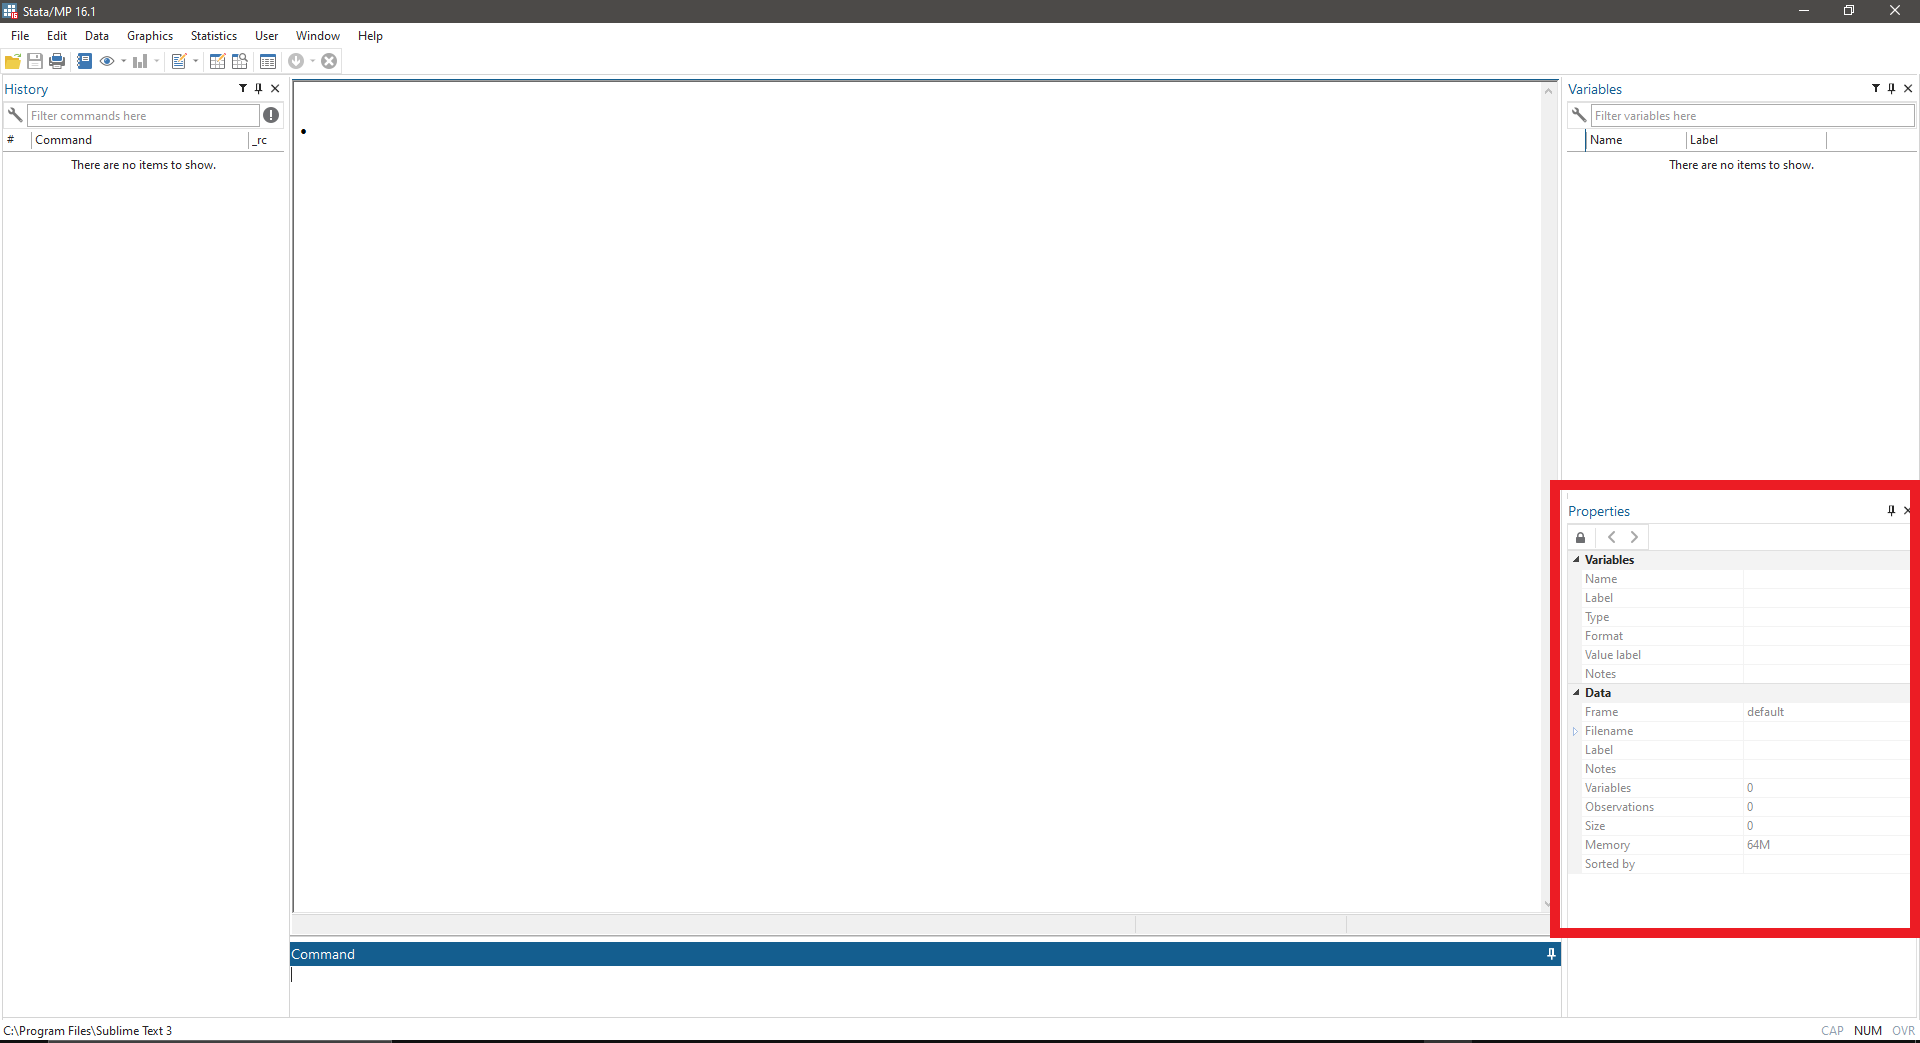 Stata/MP 16.1
File Edit Data Graphics Statistics User Window Help
History
Filter commands here
# Command _rc
There are no items to show.
Variables
Filter variables here
Name Label
There are no items to show.
Properties
Variables
Name
Label
Type
Format
Value label
Notes
Data
Frame default
Filename
Label
Notes
Variables 0
Observations 0
Size 0
Memory 64M
Sorted by
Command
C:\Program Files\Sublime Text 3
CAP NUM OVR